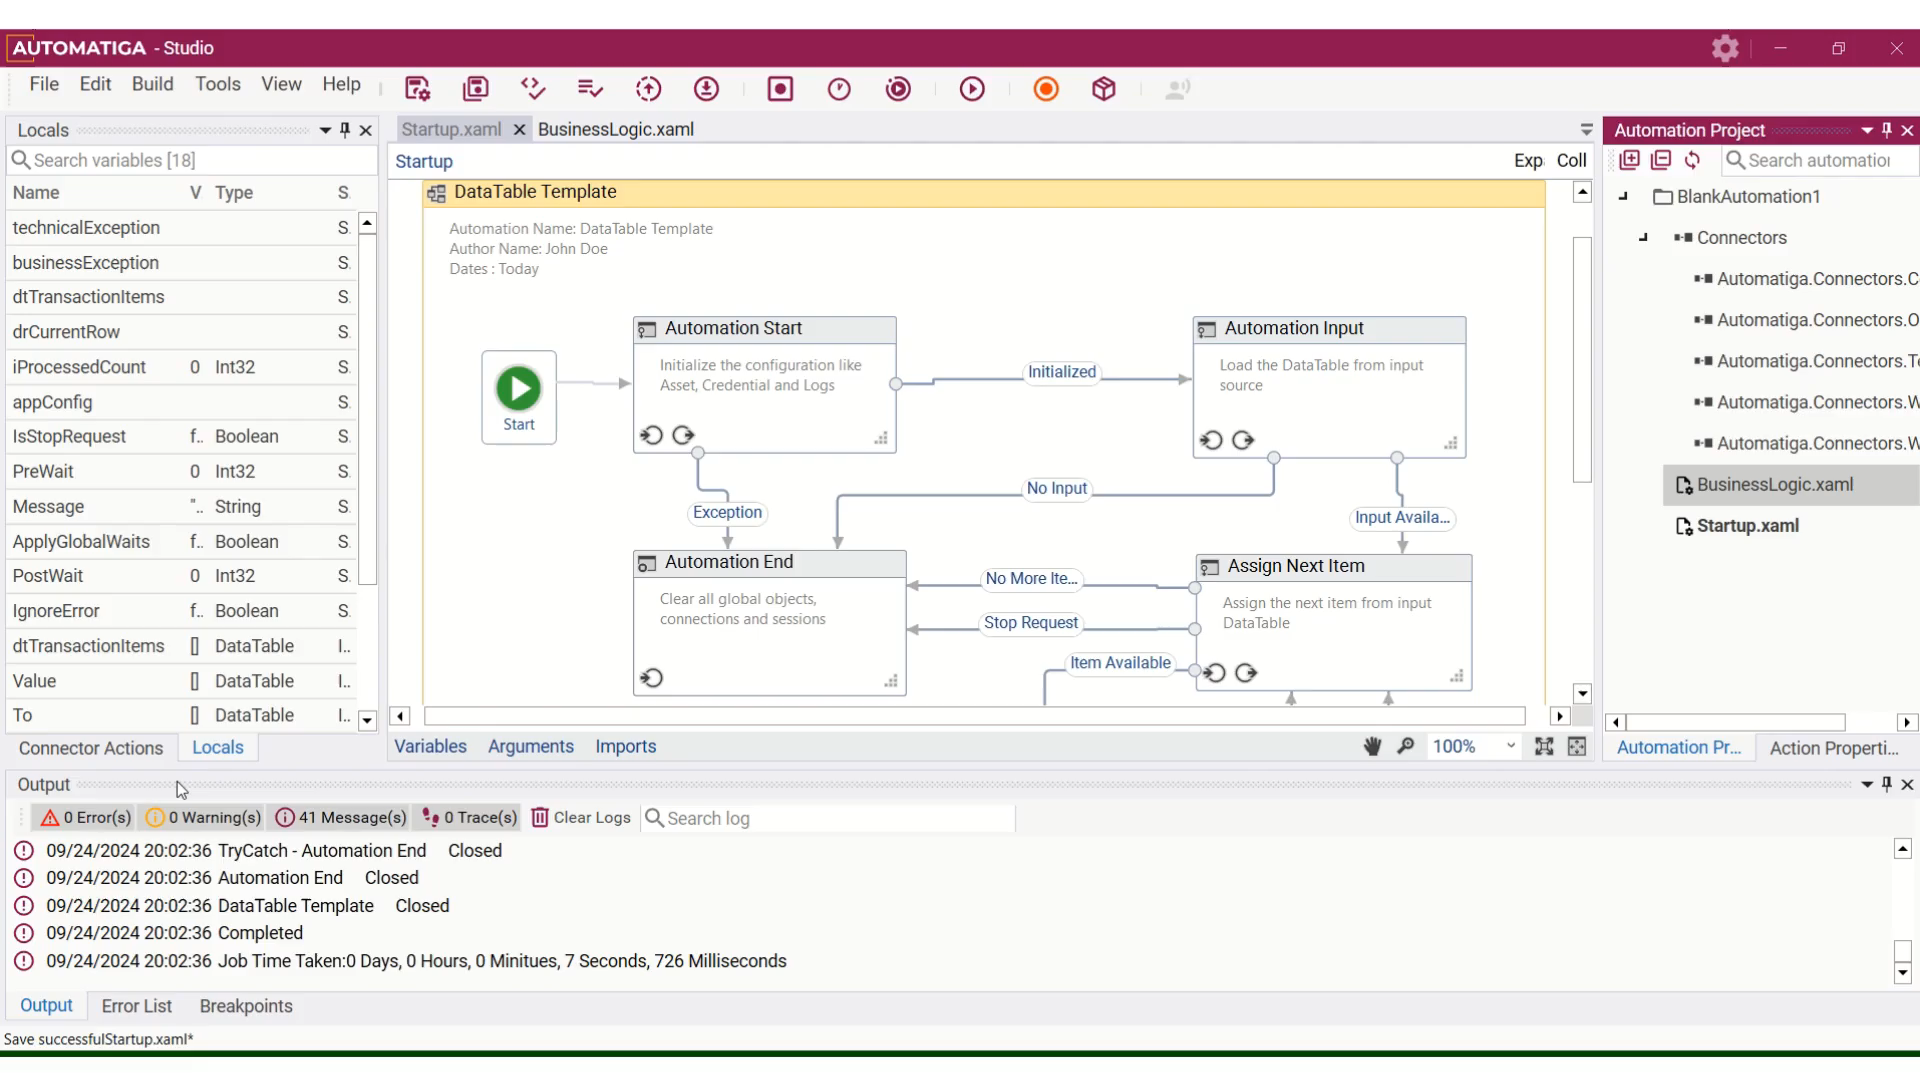 AUTOMATIGA - Studio
File Edit Build Tools View Help
Locals
Search variables [18]
Name V Type S.
technicalException S.
businessException S.
dtTransactionItems S.
drCurrentRow S.
iProcessedCount 0 Int32 S.
appConfig S.
IsStopRequest f.. Boolean S.
PreWait 0 Int32 S.
Message ".. String S.
ApplyGlobalWaits f.. Boolean S.
PostWait 0 Int32 S.
IgnoreError f.. Boolean S.
dtTransactionItems [] DataTable I..
Value [] DataTable I..
To [] DataTable I..
Connector Actions Locals
Startup.xaml BusinessLogic.xaml
Startup Exp Coll
DataTable Template
Automation Name: DataTable Template
Author Name: John Doe
Dates : Today
Start
Automation Start
Initialize the configuration like
Asset, Credential and Logs
Initialized
Automation Input
Load the DataTable from input
source
No Input
Exception
Input Availa...
Automation End
Clear all global objects,
connections and sessions
No More Ite...
Stop Request
Item Available
Assign Next Item
Assign the next item from input
DataTable
Variables Arguments Imports 100%
Automation Project
Search automatior
BlankAutomation1
Connectors
Automatiga.Connectors.C
Automatiga.Connectors.O
Automatiga.Connectors.Te
Automatiga.Connectors.W
Automatiga.Connectors.W
BusinessLogic.xaml
Startup.xaml
Automation Pr... Action Properti...
Output
0 Error(s) 0 Warning(s) 41 Message(s) 0 Trace(s) Clear Logs Search log
09/24/2024 20:02:36 TryCatch - Automation End Closed
09/24/2024 20:02:36 Automation End Closed
09/24/2024 20:02:36 DataTable Template Closed
09/24/2024 20:02:36 Completed
09/24/2024 20:02:36 Job Time Taken:0 Days, 0 Hours, 0 Minitues, 7 Seconds, 726 Milliseconds
Output Error List Breakpoints
Save successfulStartup.xaml*